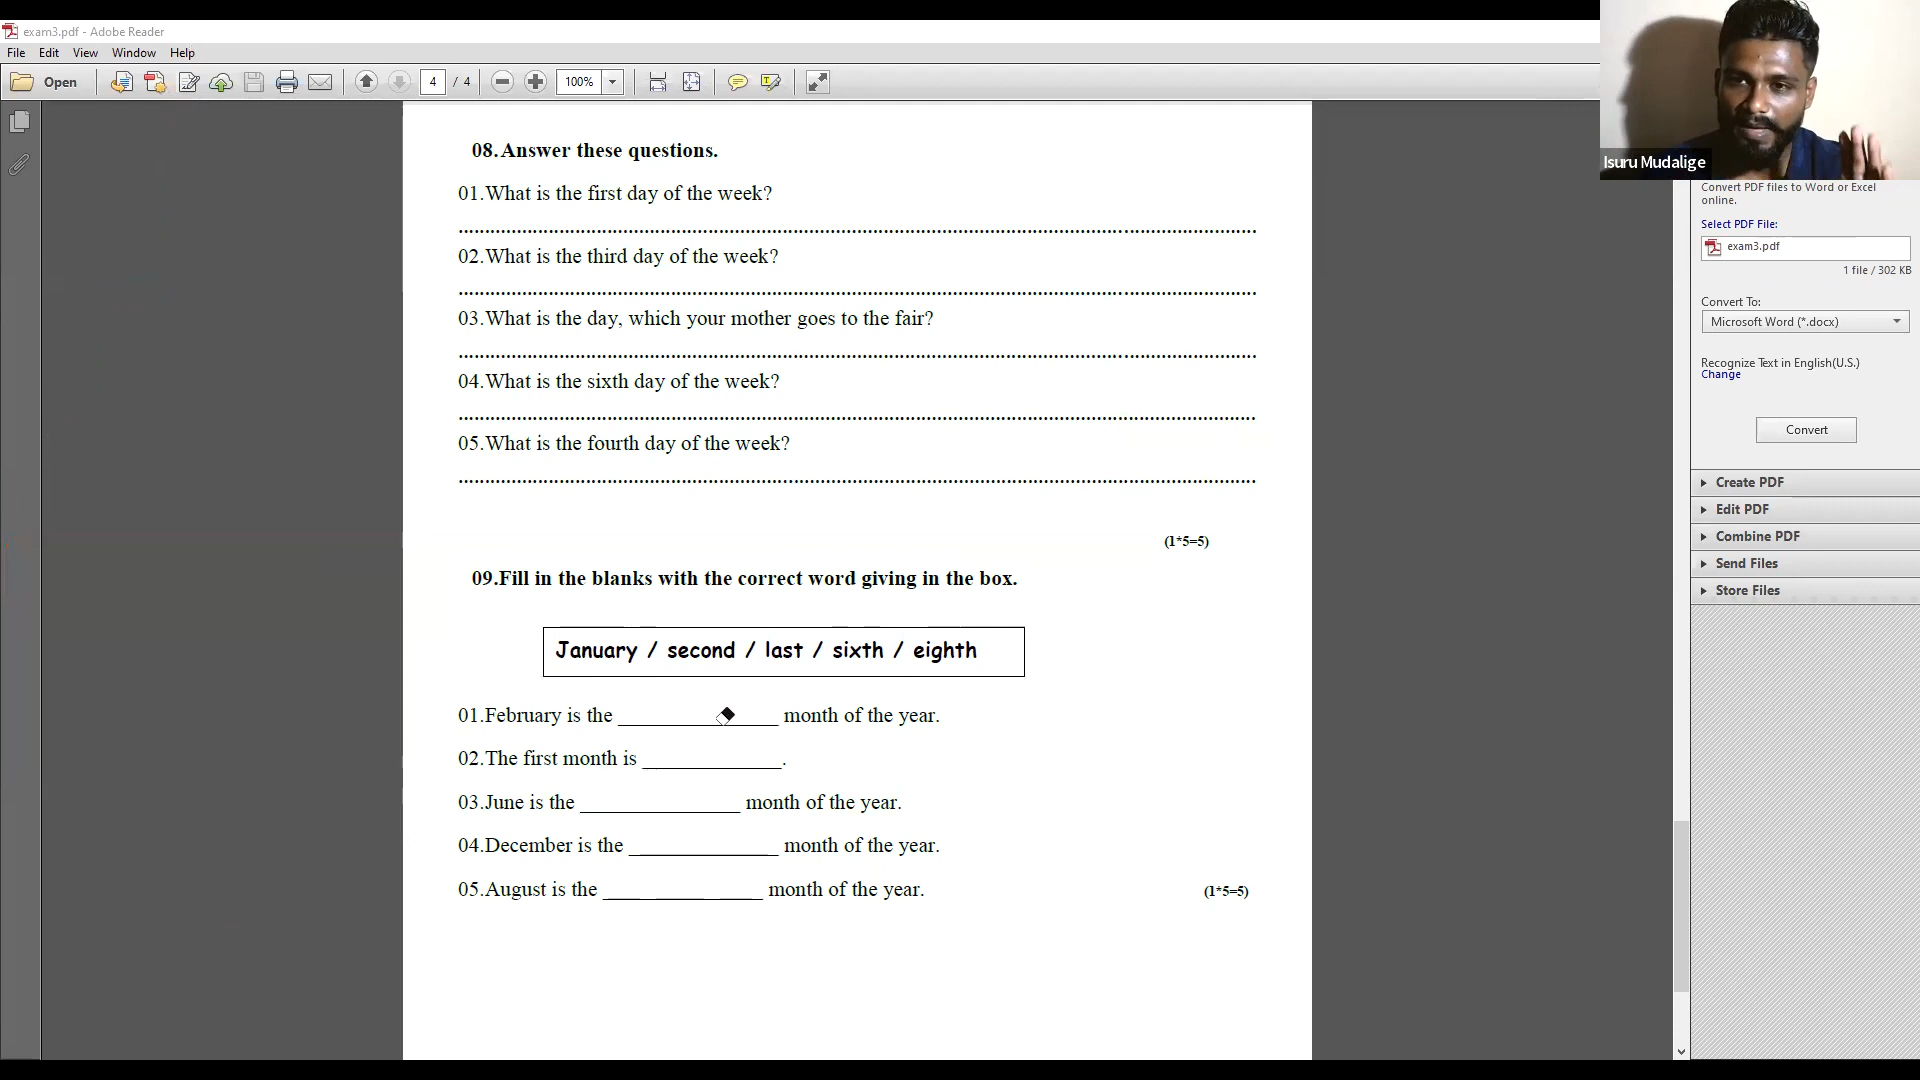 exam3.pdf - Adobe Reader
File Edit View Window Help
Open 4 / 4 100%
Isuru Mudalige
08.Answer these questions.
01.What is the first day of the week?
02.What is the third day of the week?
03.What is the day, which your mother goes to the fair?
04.What is the sixth day of the week?
05.What is the fourth day of the week?
(1*5=5)
09.Fill in the blanks with the correct word giving in the box.
January / second / last / sixth / eighth
01.February is the ________________ month of the year.
02.The first month is ______________.
03.June is the ________________ month of the year.
04.December is the _______________ month of the year.
05.August is the ________________ month of the year.
(1*5=5)
Convert PDF files to Word or Excel
online.
Select PDF File:
exam3.pdf
1 file / 302 KB
Convert To:
Microsoft Word (*.docx)
Recognize Text in English(U.S.)
Change
Convert
Create PDF
Edit PDF
Combine PDF
Send Files
Store Files